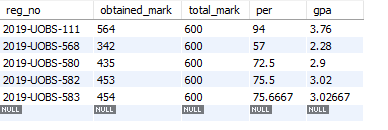 reg_no obtained_mark total_mark per gpa
2019-UOBS-111 564 600 94 3.76
2019-UOBS-568 342 600 57 2.28
2019-UOBS-580 435 600 72.5 2.9
2019-UOBS-582 453 600 75.5 3.02
2019-UOBS-583 454 600 75.6667 3.02667
NULL NULL NULL NULL NULL